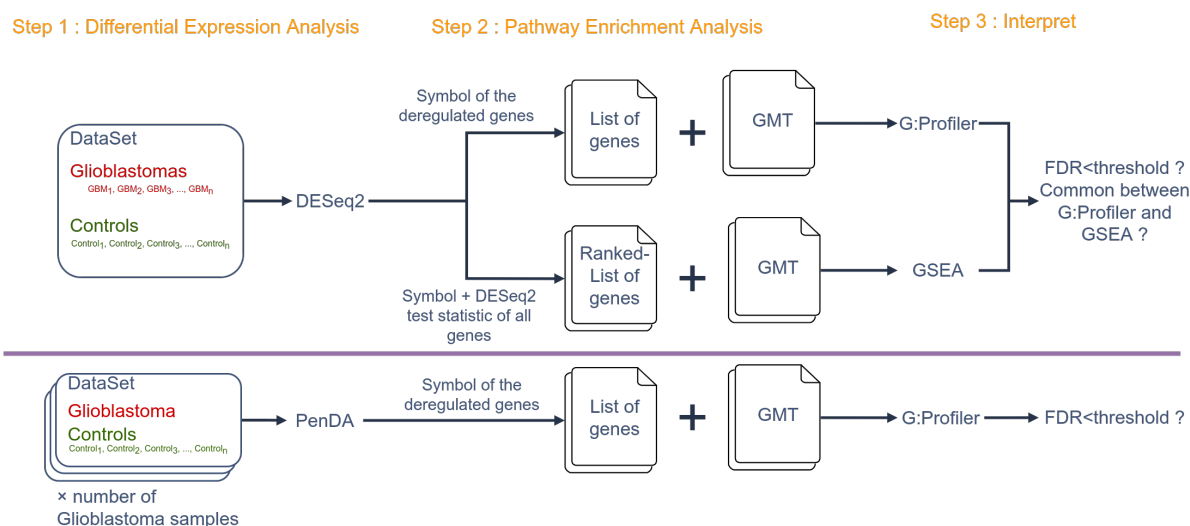 Step 1 : Differential Expression Analysis
Step 2 : Pathway Enrichment Analysis
Step 3 : Interpret
DataSet
Glioblastomas
GBM1, GBM2, GBM3, ..., GBMn
Controls
Control1, Control2, Control3, ..., Controln
DESeq2
Symbol of the
deregulated genes
List of
genes
+
GMT
G:Profiler
Symbol + DESeq2
test statistic of all
genes
Ranked-
List of
genes
+
GMT
GSEA
FDR<threshold ?
Common between
G:Profiler and
GSEA ?
DataSet
Glioblastoma
Controls
Control1, Control2, Control3, ..., Controln
× number of
Glioblastoma samples
PenDA
Symbol of the
deregulated genes
List of
genes
+
GMT
G:Profiler
FDR<threshold ?